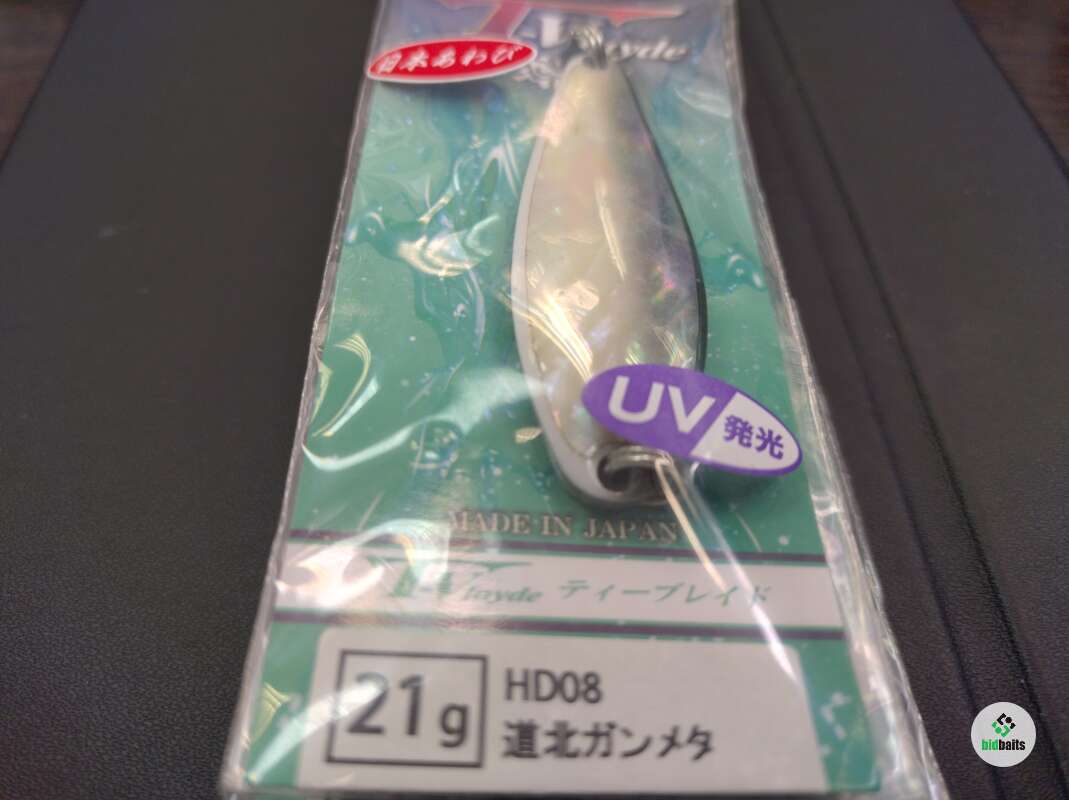 日本あわび
UV
発光
MADE IN JAPAN
ティーブレイド
21g
HD08
道北ガンメタ
bidbaits